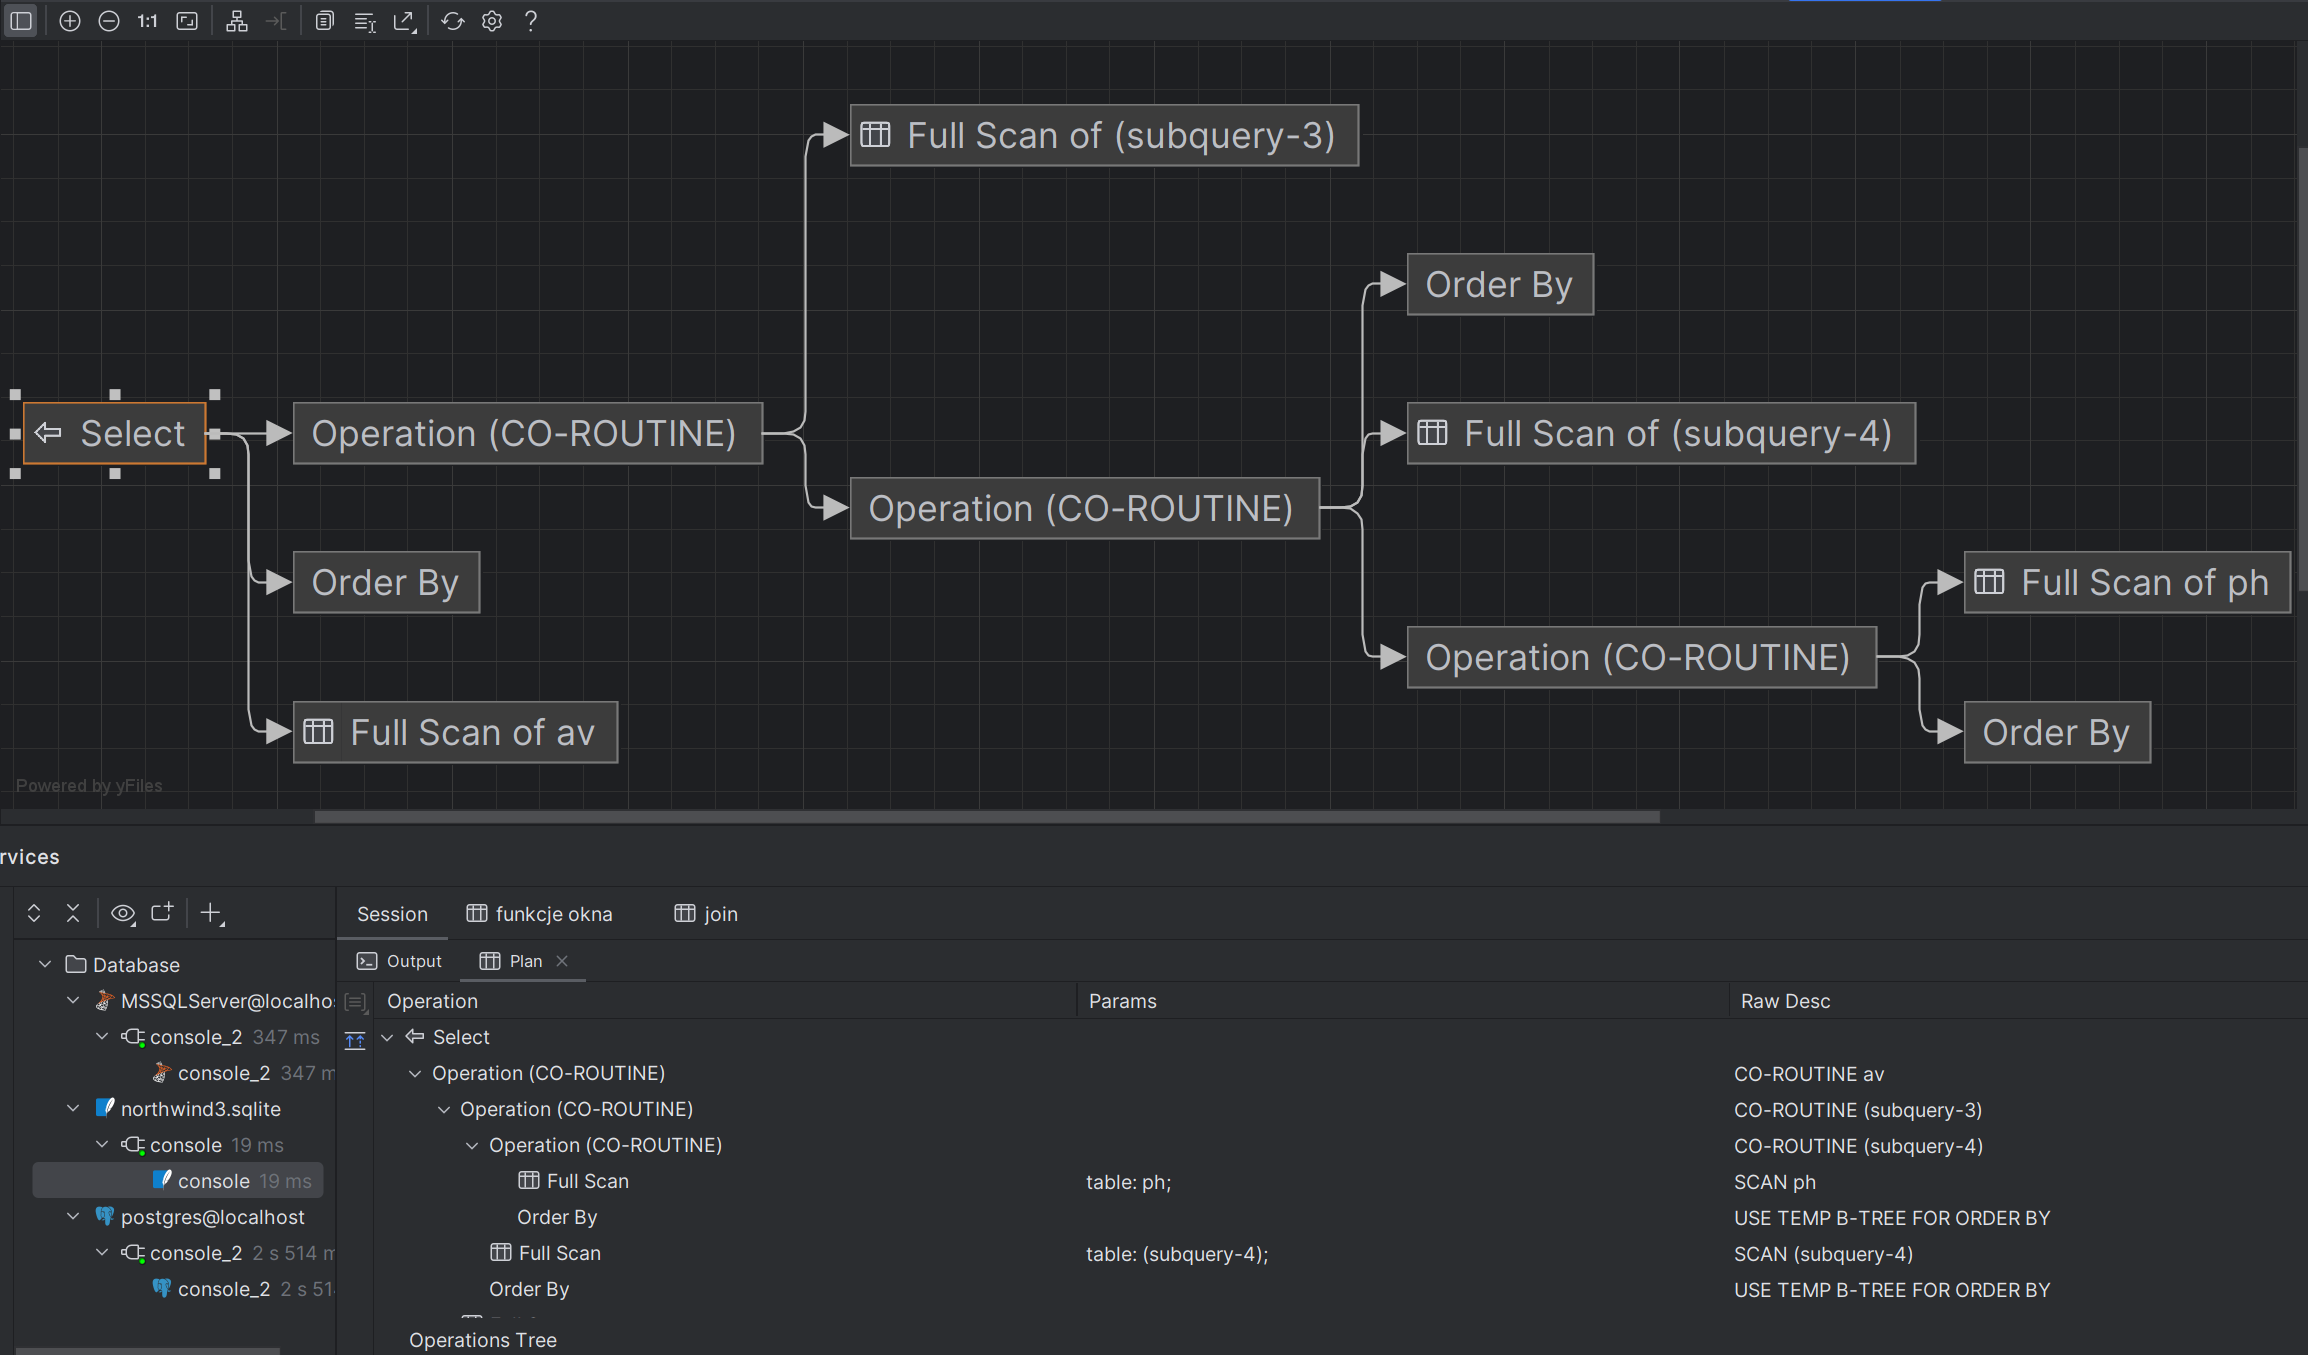 1:1
Full Scan of (subquery-3)
Order By
Select
Operation (CO-ROUTINE)
Full Scan of (subquery-4)
Operation (CO-ROUTINE)
Order By
Full Scan of ph
Operation (CO-ROUTINE)
Full Scan of av
Order By
Powered by yFiles
rvices
Session
funkcje okna
join
Output
Plan
Database
MSSQLServer@localho
console_2 347 ms
console_2 347 m
northwind3.sqlite
console 19 ms
console 19 ms
postgres@localhost
console_2 2 s 514 m
console_2 2 s 51
Operation Params Raw Desc
Select
Operation (CO-ROUTINE) CO-ROUTINE av
Operation (CO-ROUTINE) CO-ROUTINE (subquery-3)
Operation (CO-ROUTINE) CO-ROUTINE (subquery-4)
Full Scan table: ph; SCAN ph
Order By USE TEMP B-TREE FOR ORDER BY
Full Scan table: (subquery-4); SCAN (subquery-4)
Order By USE TEMP B-TREE FOR ORDER BY
Operations Tree